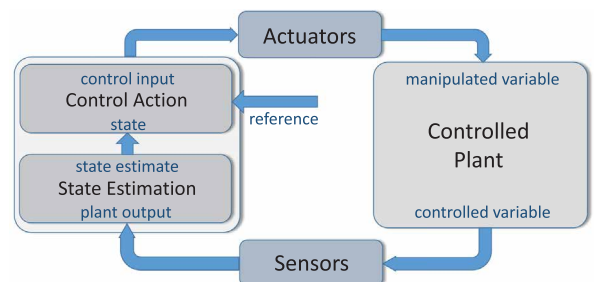 Actuators
control input
Control Action
state
reference
state estimate
State Estimation
plant output
manipulated variable
Controlled
Plant
controlled variable
Sensors